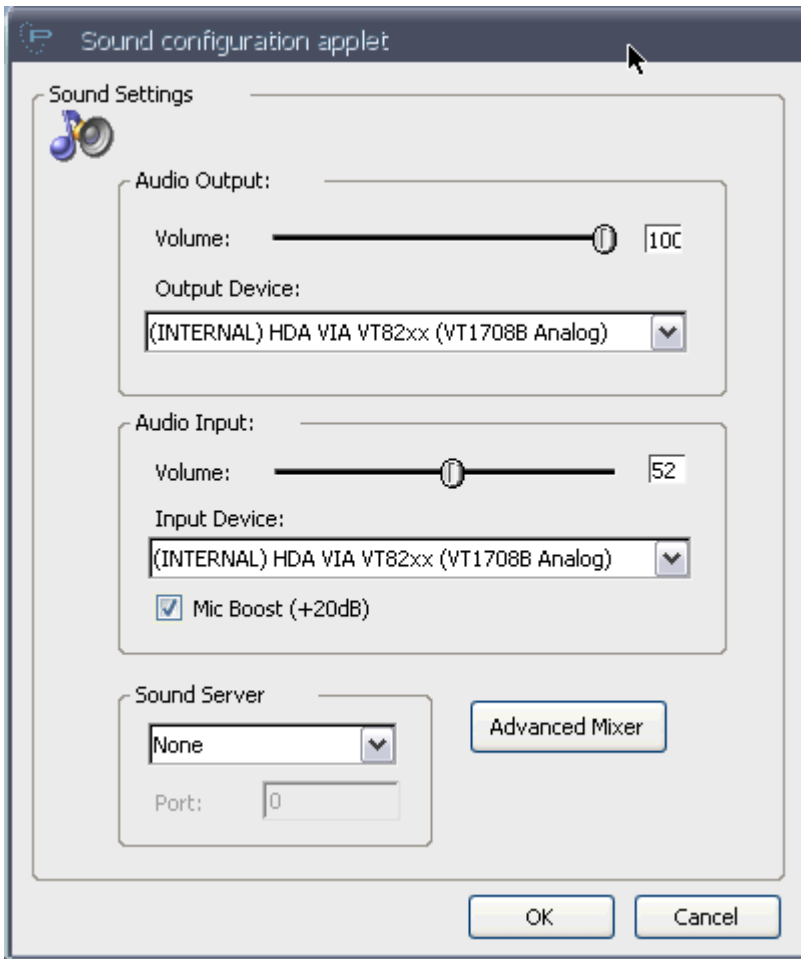 Sound configuration applet
Sound Settings
Audio Output:
Volume: 100
Output Device:
(INTERNAL) HDA VIA VT82xx (VT1708B Analog)
Audio Input:
Volume: 52
Input Device:
(INTERNAL) HDA VIA VT82xx (VT1708B Analog)
Mic Boost (+20dB)
Sound Server
None
Advanced Mixer
Port: 0
OK Cancel